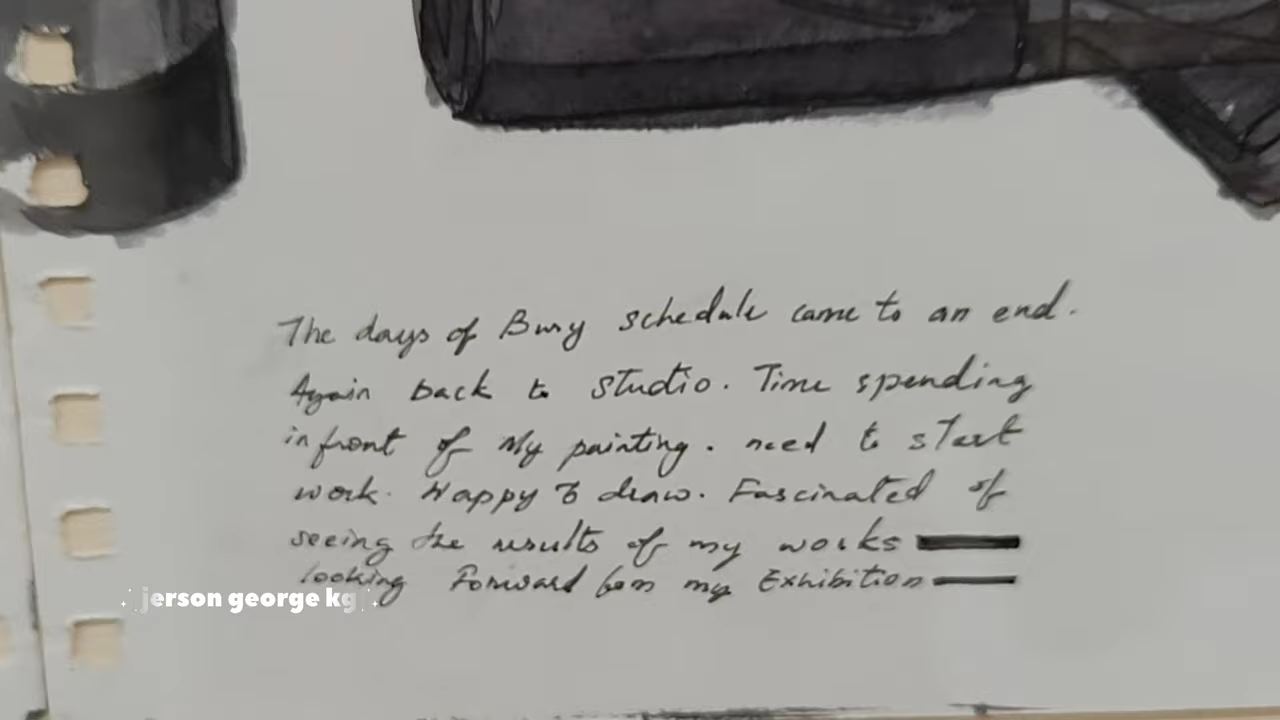 The days of Busy schedule came to an end.
Again back to studio. Time spending
in front of My painting. need to start
work. Happy to draw. Fascinated of
seeing the results of my works
looking Forward my Exhibition
jerson george kg